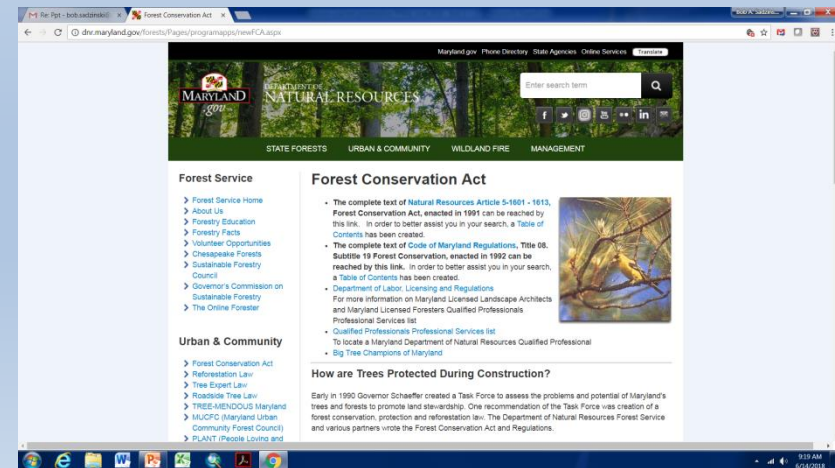 Re: Ppt - bob.sadzinski
Forest Conservation Act
dnr.maryland.gov/forests/Pages/programapps/newFCA.aspx
Maryland.gov Phone Directory State Agencies Online Services Translate
MARYLAND
.gov
DEPARTMENT OF
NATURAL RESOURCES
Enter search term
STATE FORESTS URBAN & COMMUNITY WILDLAND FIRE MANAGEMENT
Forest Service
Forest Service Home
About Us
Forestry Education
Forestry Facts
Volunteer Opportunities
Chesapeake Forests
Sustainable Forestry
Council
Governor's Commission on
Sustainable Forestry
The Online Forester
Urban & Community
Forest Conservation Act
Reforestation Law
Tree Expert Law
Roadside Tree Law
TREE-MENDOUS Maryland
MUCFC (Maryland Urban
Community Forest Council)
PLANT (People Loving and
Forest Conservation Act
• The complete text of Natural Resources Article 5-1601 - 1613,
Forest Conservation Act, enacted in 1991 can be reached by
this link. In order to better assist you in your search, a Table of
Contents has been created.
• The complete text of Code of Maryland Regulations, Title 08.
Subtitle 19 Forest Conservation, enacted in 1992 can be
reached by this link. In order to better assist you in your search,
a Table of Contents has been created.
• Department of Labor, Licensing and Regulations
For more information on Maryland Licensed Landscape Architects
and Maryland Licensed Foresters Qualified Professionals
Professional Services list
• Qualified Professionals Professional Services list
To locate a Maryland Department of Natural Resources Qualified Professional
• Big Tree Champions of Maryland
How are Trees Protected During Construction?
Early in 1990 Governor Schaeffer created a Task Force to assess the problems and potential of Maryland's
trees and forests to promote land stewardship. One recommendation of the Task Force was creation of a
forest conservation, protection and reforestation law. The Department of Natural Resources Forest Service
and various partners wrote the Forest Conservation Act and Regulations.
9:19 AM
6/14/2018